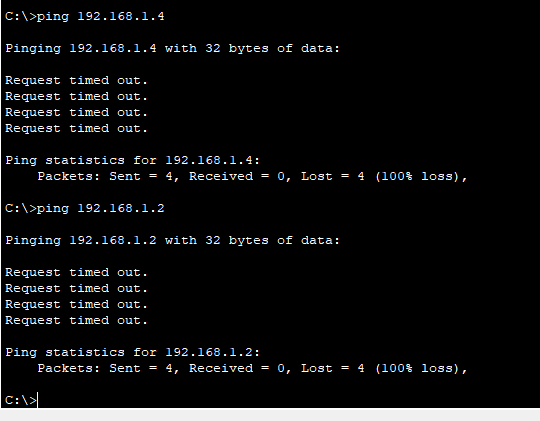 C:\>ping 192.168.1.4
Pinging 192.168.1.4 with 32 bytes of data:
Request timed out.
Request timed out.
Request timed out.
Request timed out.
Ping statistics for 192.168.1.4:
    Packets: Sent = 4, Received = 0, Lost = 4 (100% loss),
C:\>ping 192.168.1.2
Pinging 192.168.1.2 with 32 bytes of data:
Request timed out.
Request timed out.
Request timed out.
Request timed out.
Ping statistics for 192.168.1.2:
    Packets: Sent = 4, Received = 0, Lost = 4 (100% loss),
C:\>